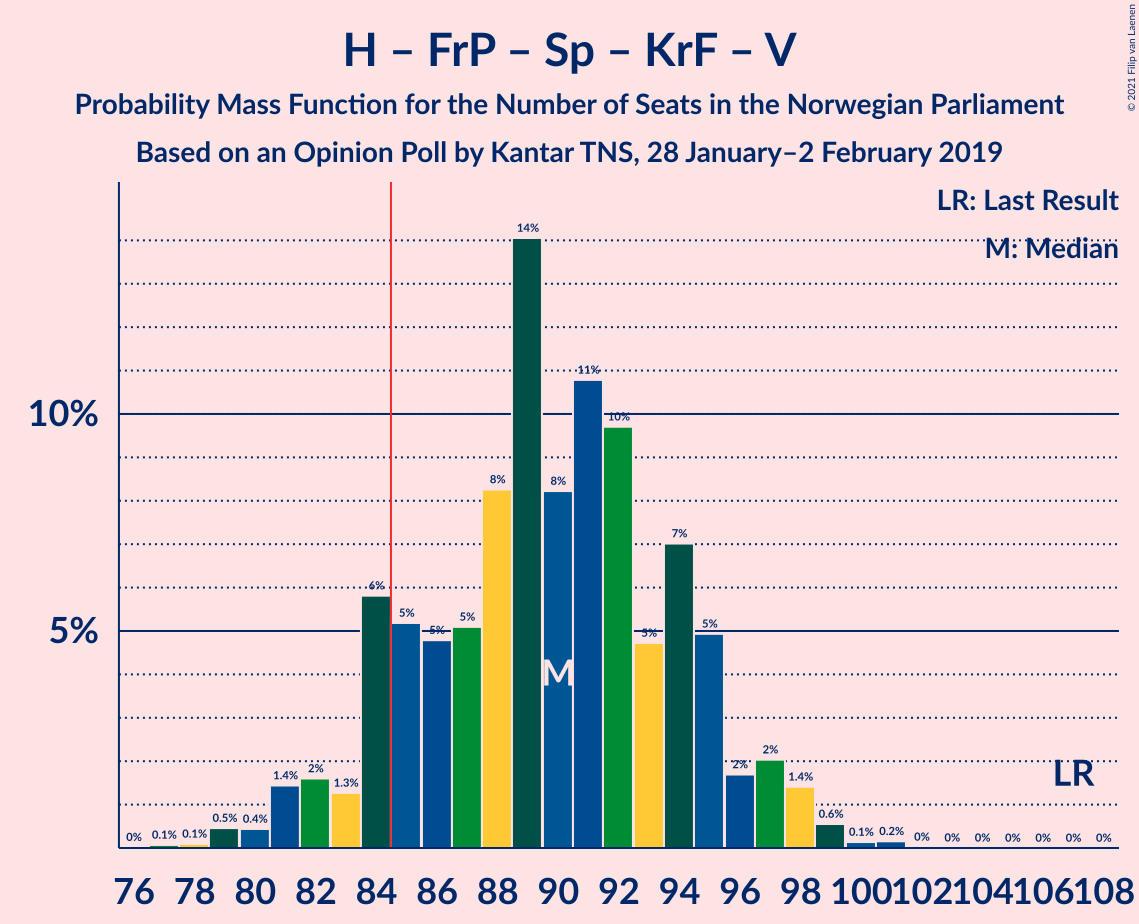 H – FrP – Sp – KrF – V
Probability Mass Function for the Number of Seats in the Norwegian Parliament
Based on an Opinion Poll by Kantar TNS, 28 January–2 February 2019
© 2021 Filip van Laenen
LR: Last Result
M: Median
10%
5%
0% 0.1% 0.1% 0.5% 0.4% 1.4% 2% 1.3% 6% 5% 5% 5% 8% 14% 8% 11% 10% 5% 7% 5% 2% 2% 1.4% 0.6% 0.1% 0.2% 0% 0% 0% 0% 0% 0% 0%
M
LR
76 78 80 82 84 86 88 90 92 94 96 98 100 102 104 106 108